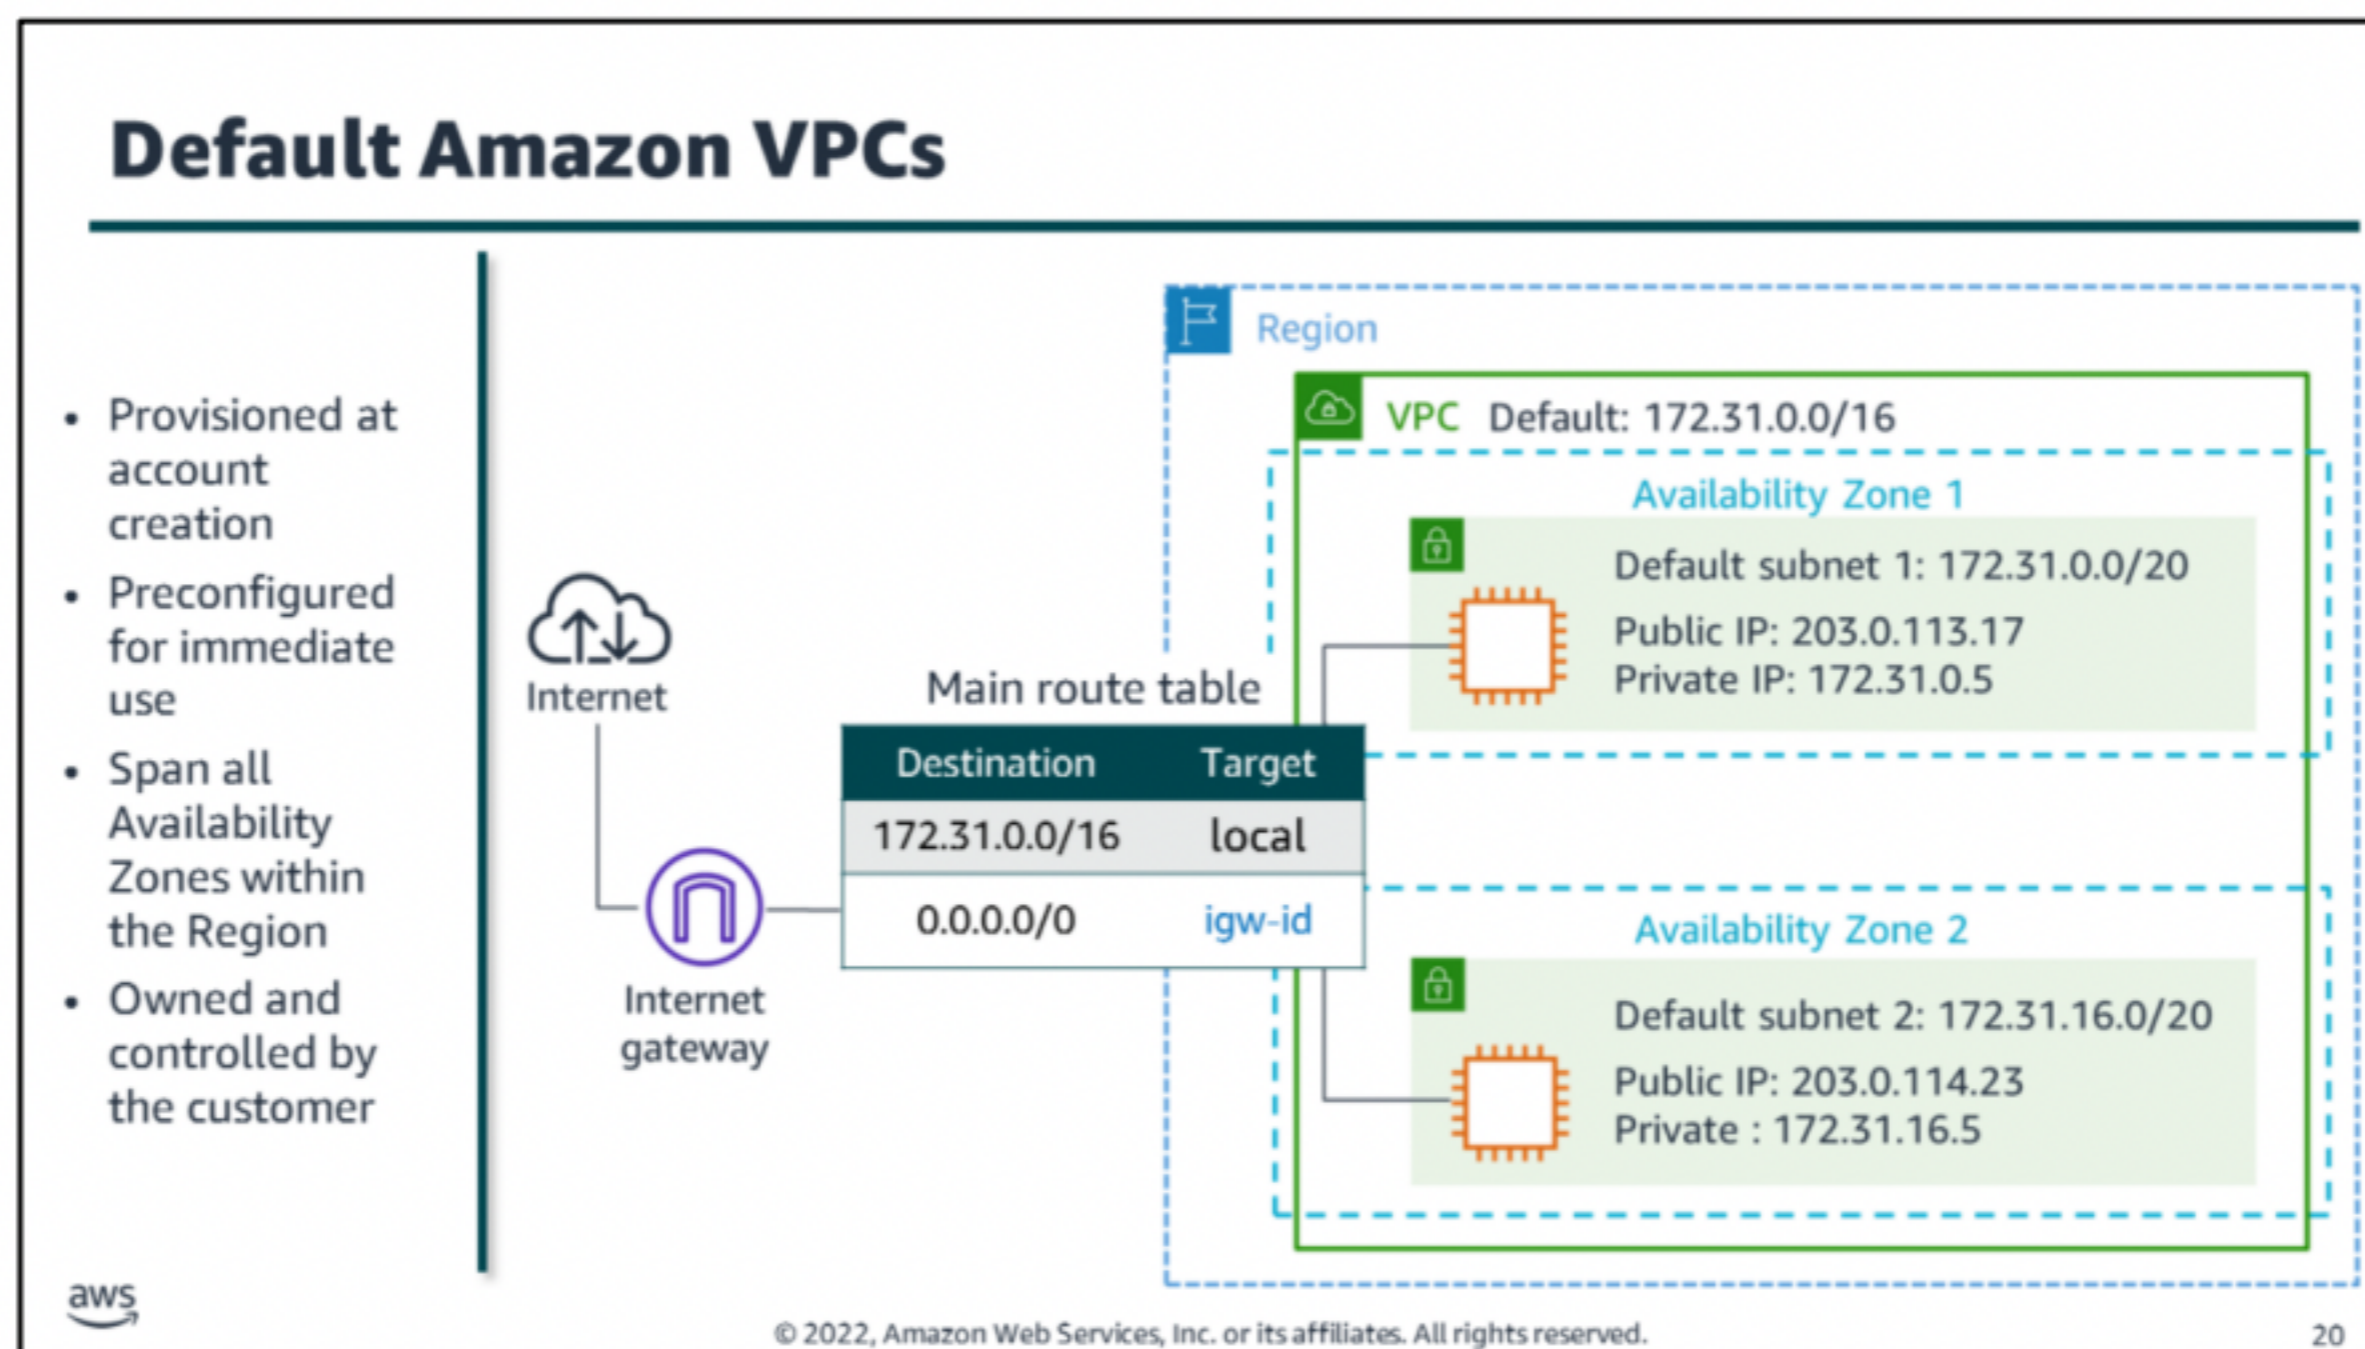 Default Amazon VPCs
• Provisioned at
account
creation
• Preconfigured
for immediate
use
• Span all
Availability
Zones within
the Region
• Owned and
controlled by
the customer
Internet
Internet
gateway
Main route table
Destination Target
172.31.0.0/16 local
0.0.0.0/0 igw-id
Region
VPC Default: 172.31.0.0/16
Availability Zone 1
Default subnet 1: 172.31.0.0/20
Public IP: 203.0.113.17
Private IP: 172.31.0.5
Availability Zone 2
Default subnet 2: 172.31.16.0/20
Public IP: 203.0.114.23
Private : 172.31.16.5
aws
© 2022, Amazon Web Services, Inc. or its affiliates. All rights reserved.
20